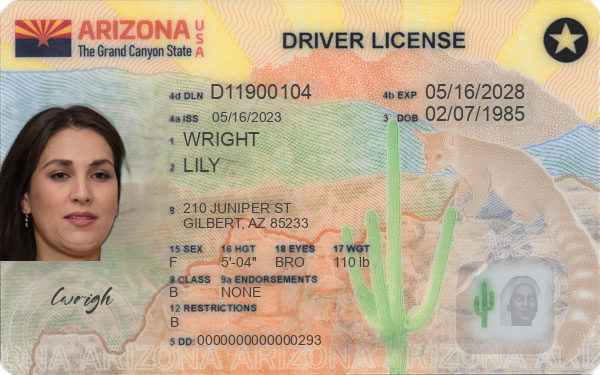 ARIZONA USA
The Grand Canyon State
DRIVER LICENSE
4d DLN D11900104 4b EXP 05/16/2028
4a ISS 05/16/2023 3 DOB 02/07/1985
1 WRIGHT
2 LILY
8 210 JUNIPER ST
GILBERT, AZ 85233
15 SEX 16 HGT 18 EYES 17 WGT
F 5'-04" BRO 110 lb
9 CLASS 9a ENDORSEMENTS
B NONE
12 RESTRICTIONS
B
5 DD: 0000000000000293
Lwrigh
ARIZONA ARIZONA ARIZONA ARIZONA